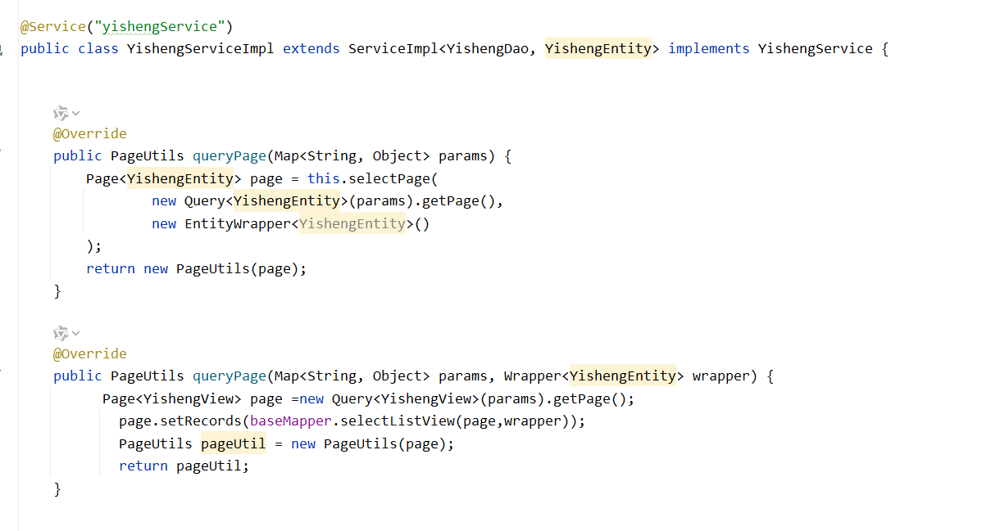 @Service("yishengService")
public class YishengServiceImpl extends ServiceImpl<YishengDao, YishengEntity> implements YishengService {
@Override
public PageUtils queryPage(Map<String, Object> params) {
Page<YishengEntity> page = this.selectPage(
new Query<YishengEntity>(params).getPage(),
new EntityWrapper<YishengEntity>()
);
return new PageUtils(page);
}
@Override
public PageUtils queryPage(Map<String, Object> params, Wrapper<YishengEntity> wrapper) {
Page<YishengView> page =new Query<YishengView>(params).getPage();
page.setRecords(baseMapper.selectListView(page,wrapper));
PageUtils pageUtil = new PageUtils(page);
return pageUtil;
}